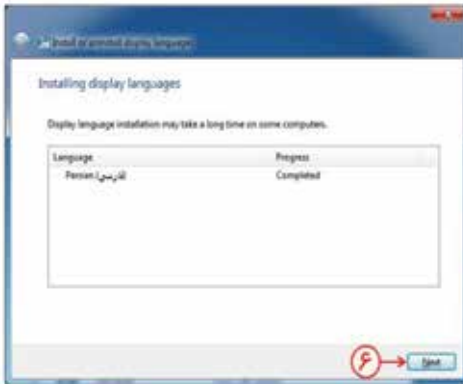 Install or uninstall display languages
Installing display languages
Display language installation may take a long time on some computers.
Language Progress
Persian (فارسی) Completed
۶ Next